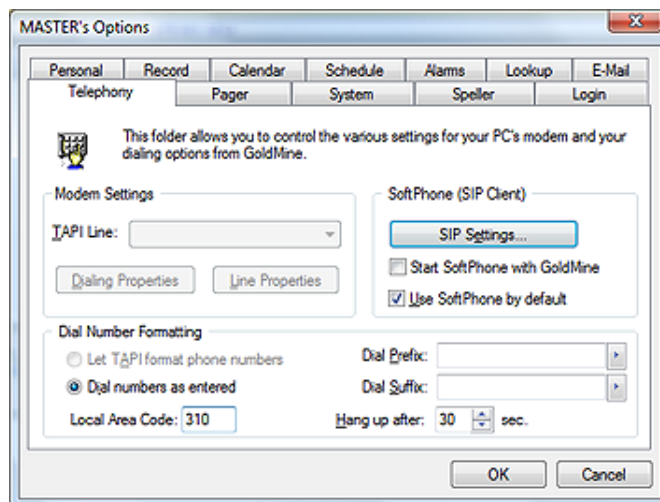 MASTER's Options
Personal Record Calendar Schedule Alarms Lookup E-Mail
Telephony Pager System Speller Login
This folder allows you to control the various settings for your PC's modem and your
dialing options from GoldMine.
Modem Settings
TAPI Line:
Dialing Properties Line Properties
SoftPhone (SIP Client)
SIP Settings...
Start SoftPhone with GoldMine
Use SoftPhone by default
Dial Number Formatting
Let TAPI format phone numbers
Dial numbers as entered
Local Area Code: 310
Dial Prefix:
Dial Suffix:
Hang up after: 30 sec.
OK Cancel